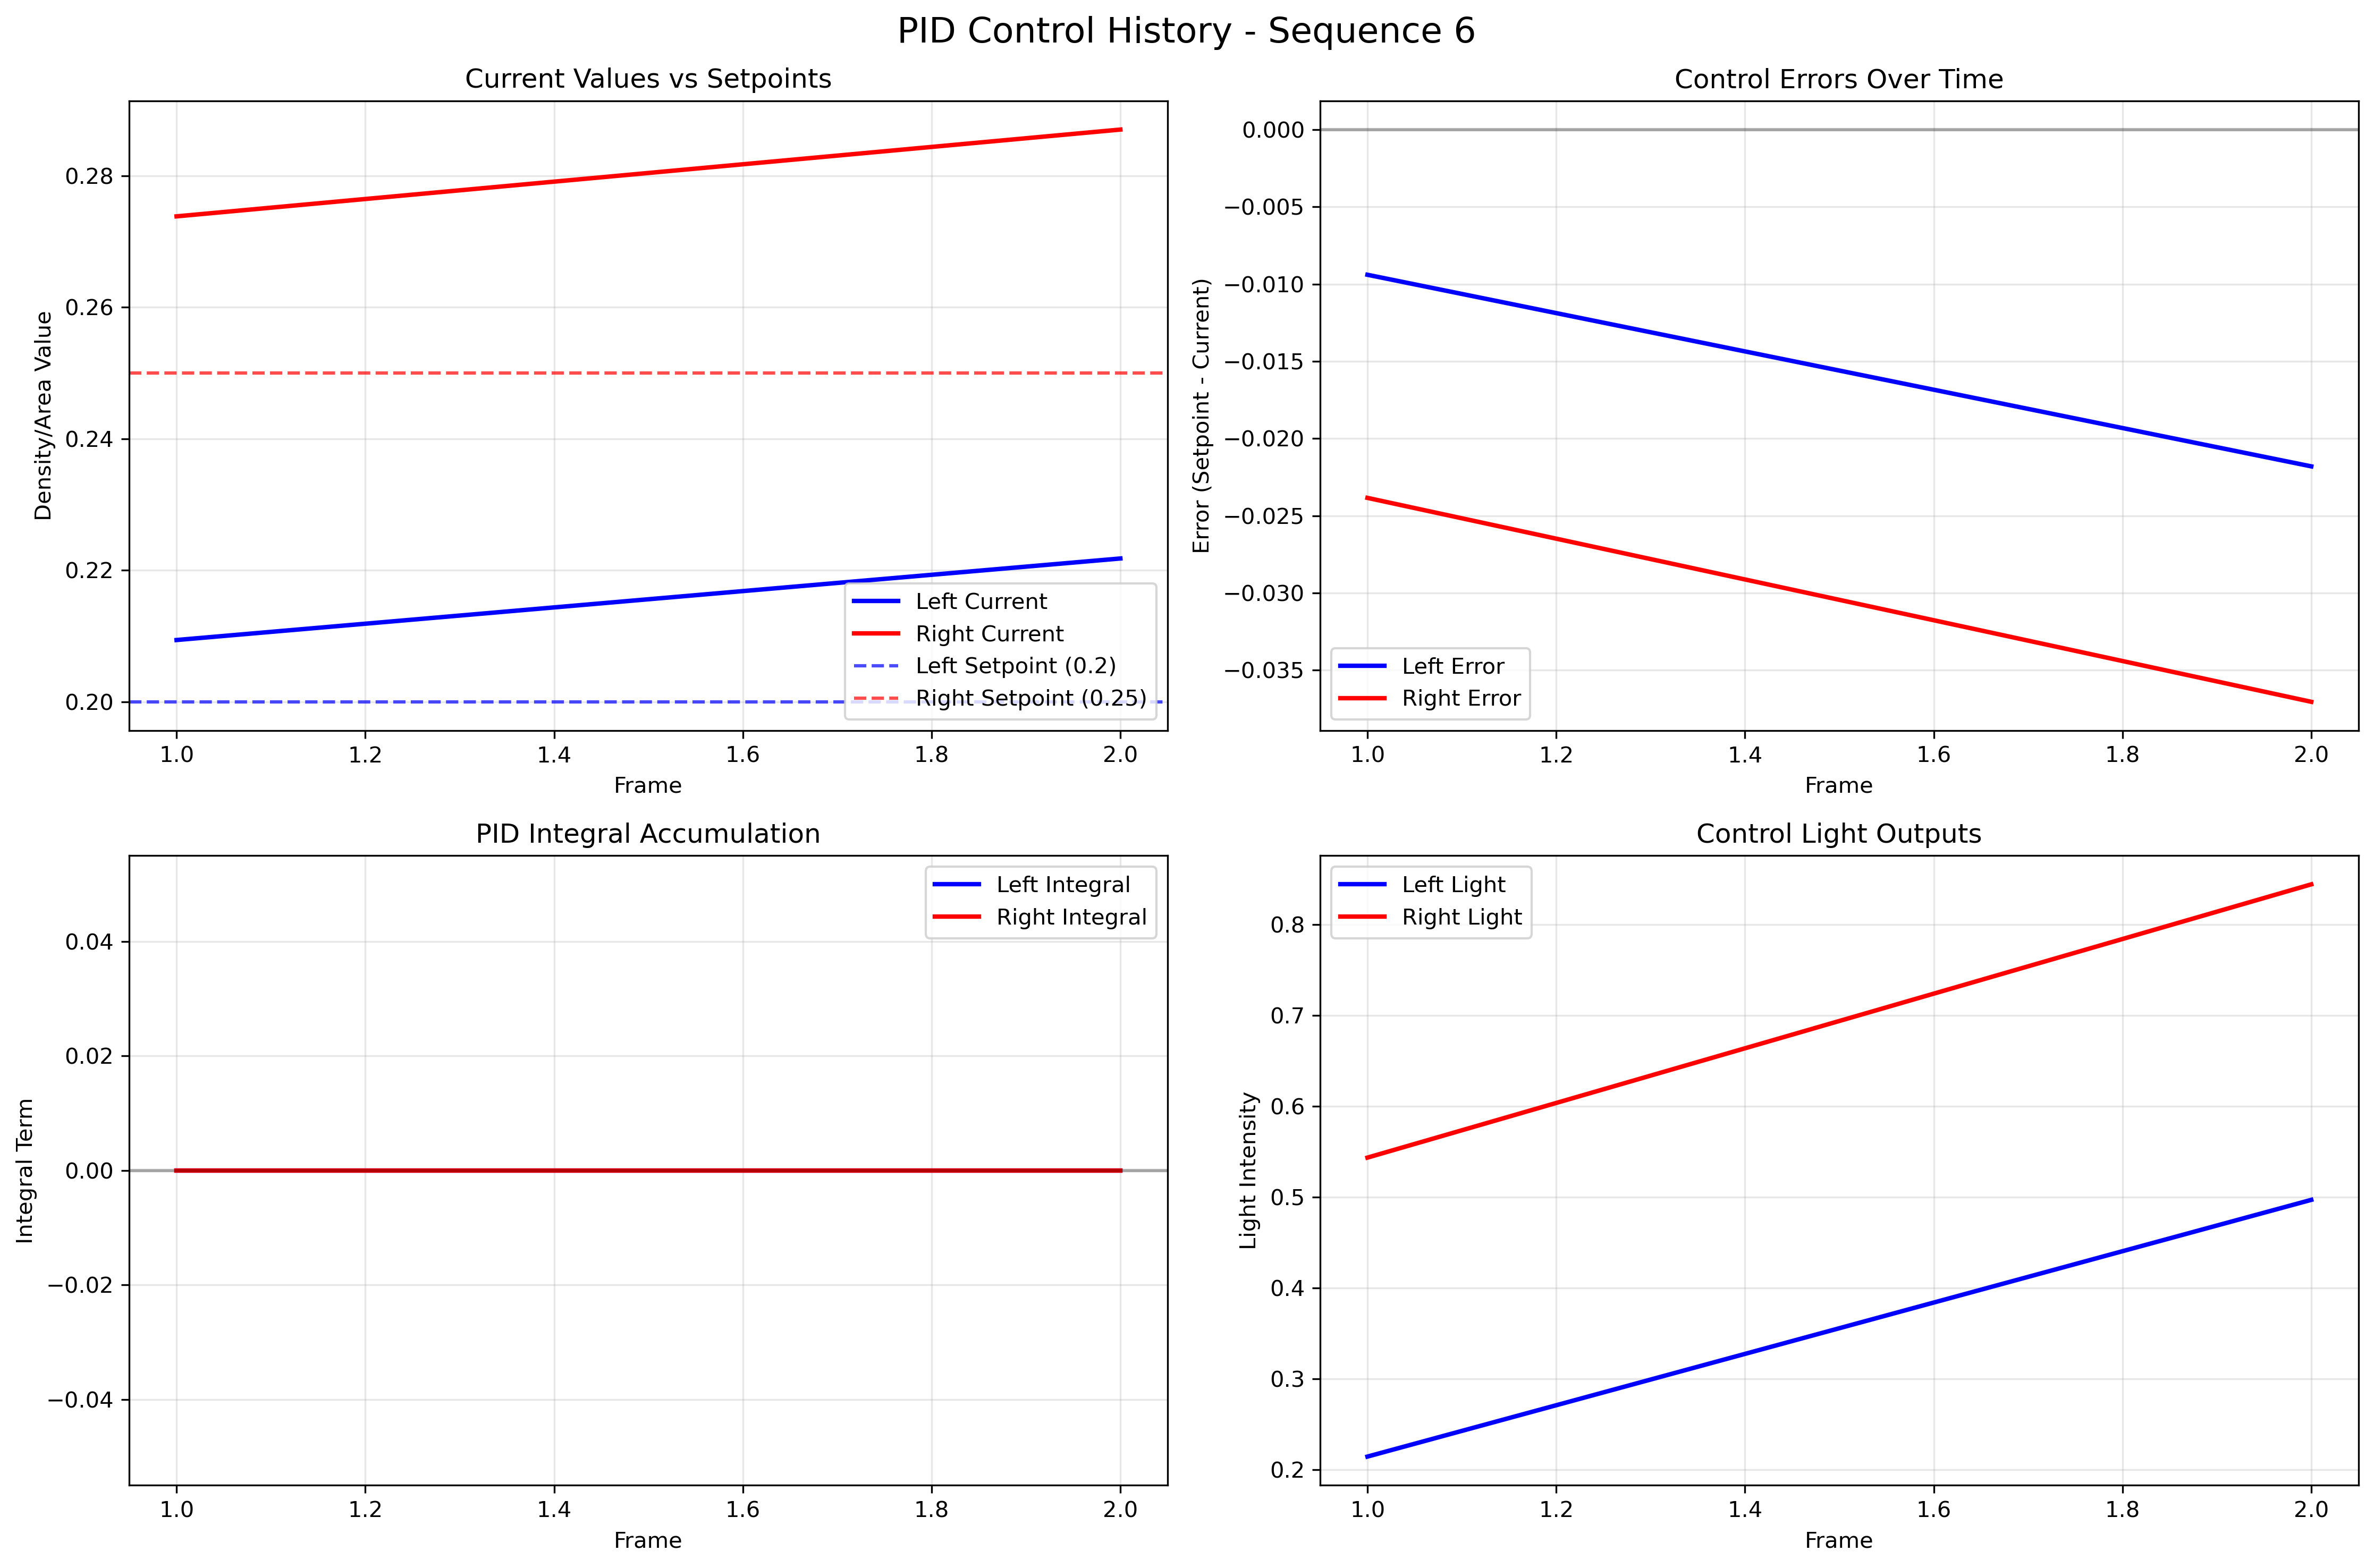 PID Control History - Sequence 6
Current Values vs Setpoints
Density/Area Value
0.28
0.26
0.24
0.22
0.20
1.0 1.2 1.4 1.6 1.8 2.0
Frame
Left Current
Right Current
Left Setpoint (0.2)
Right Setpoint (0.25)
Control Errors Over Time
Error (Setpoint - Current)
0.000
−0.005
−0.010
−0.015
−0.020
−0.025
−0.030
−0.035
1.0 1.2 1.4 1.6 1.8 2.0
Frame
Left Error
Right Error
PID Integral Accumulation
Integral Term
0.04
0.02
0.00
−0.02
−0.04
1.0 1.2 1.4 1.6 1.8 2.0
Frame
Left Integral
Right Integral
Control Light Outputs
Light Intensity
0.8
0.7
0.6
0.5
0.4
0.3
0.2
1.0 1.2 1.4 1.6 1.8 2.0
Frame
Left Light
Right Light